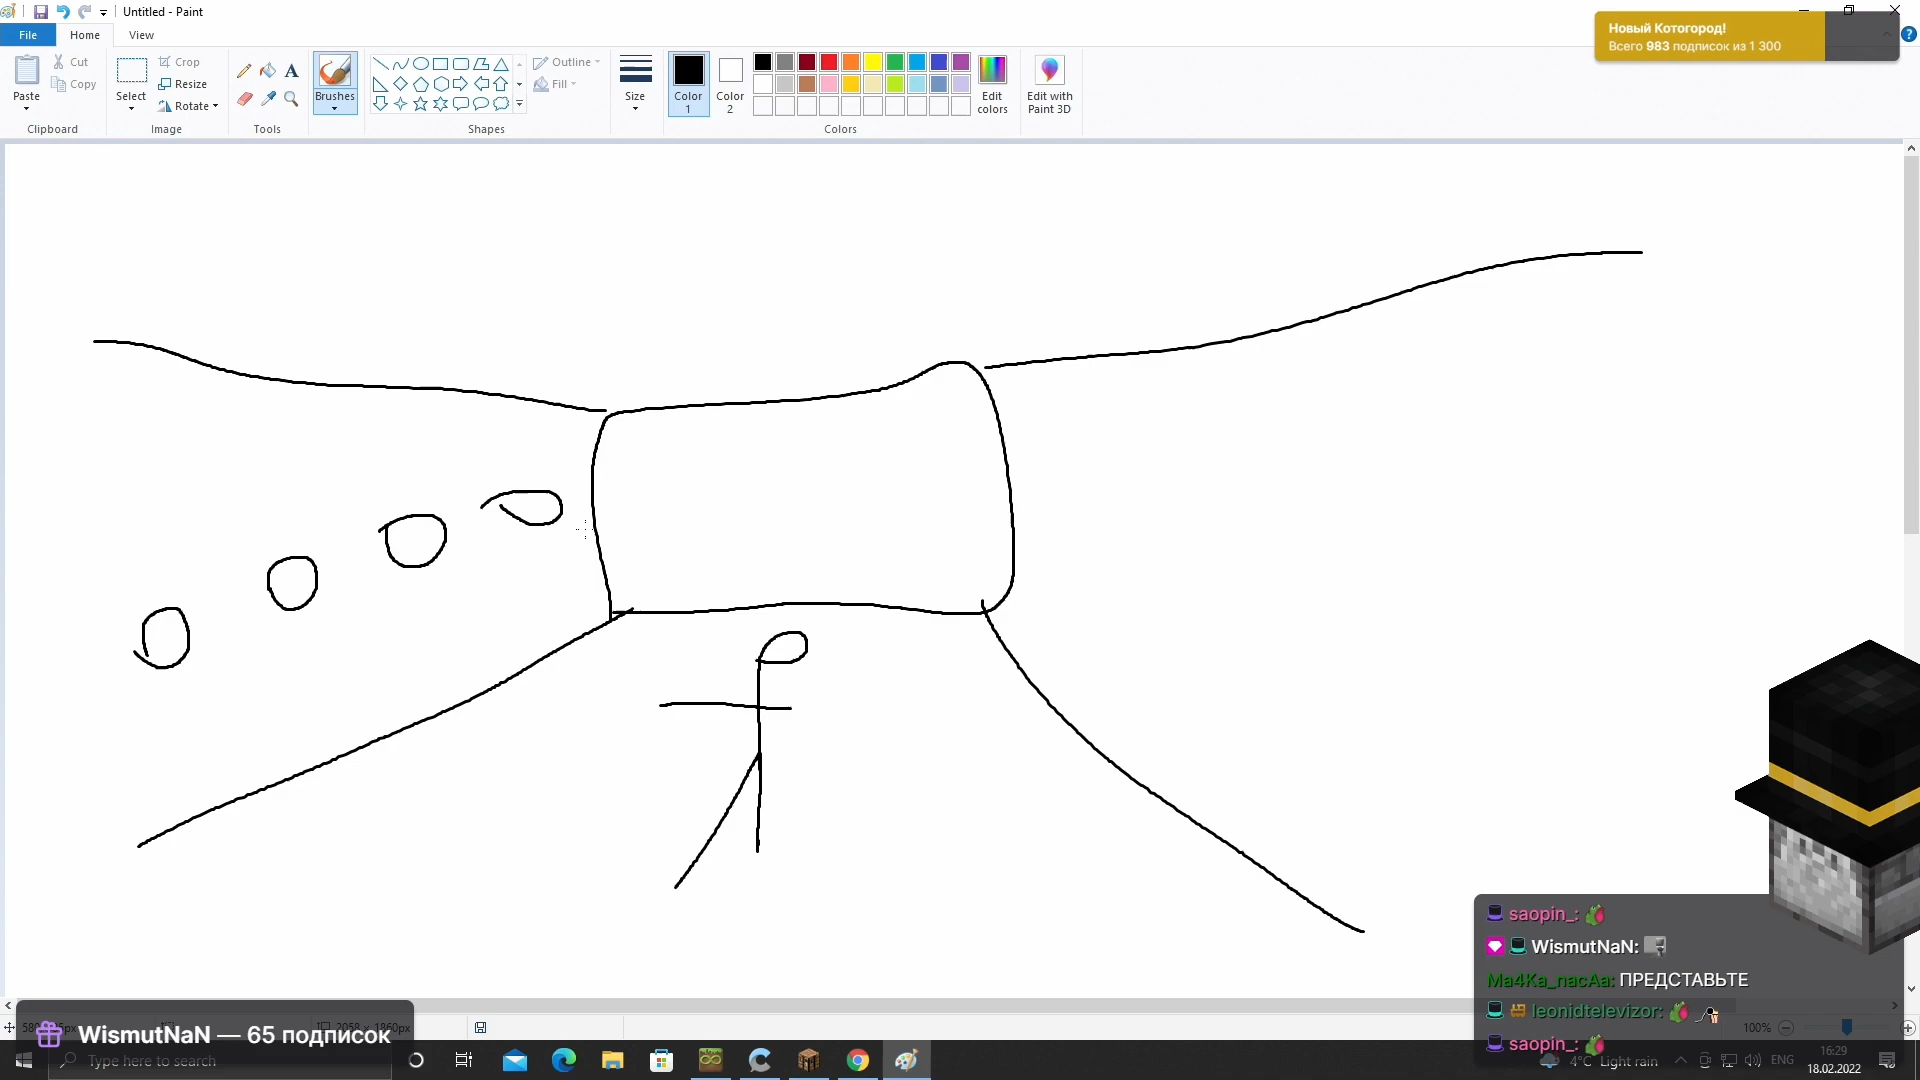 Untitled - Paint
File Home View
Paste
Cut
Copy
Clipboard
Select
Crop
Resize
Rotate
Image
Tools
Brushes
Shapes
Outline
Fill
Size
Color 1
Color 2
Edit colors
Colors
Edit with Paint 3D
Новый Котогород!
Всего 983 подписок из 1 300
saopin_:
WismutNaN:
Ma4Ka_nacAa: ПРЕДСТАВЬТЕ
leonidtelevizor:
saopin_:
WismutNaN — 65 подписок
100%
Type here to search
4°C Light rain
ENG
16:29
18.02.2022